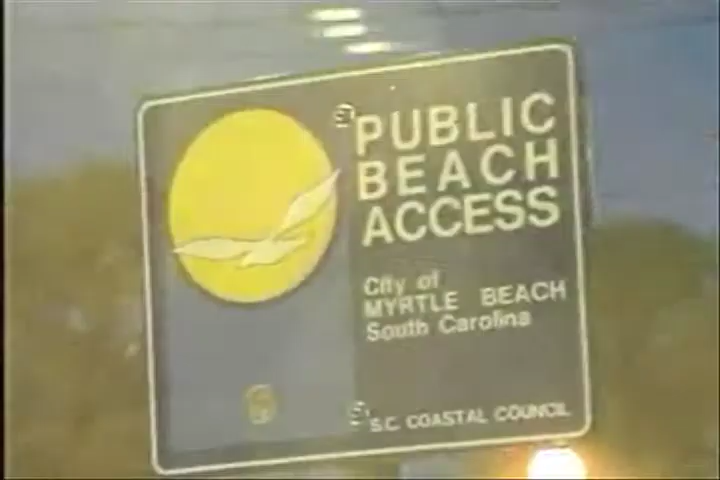 PUBLIC
BEACH
ACCESS
City of
MYRTLE BEACH
South Carolina
S.C. COASTAL COUNCIL